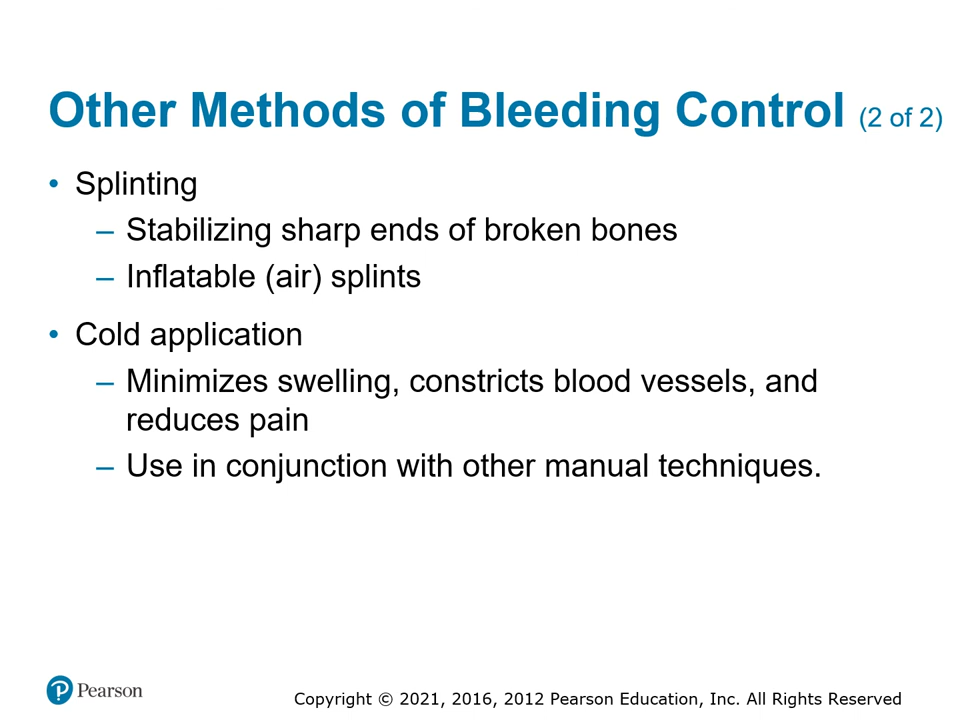 Other Methods of Bleeding Control (2 of 2)
• Splinting
– Stabilizing sharp ends of broken bones
– Inflatable (air) splints
• Cold application
– Minimizes swelling, constricts blood vessels, and
reduces pain
– Use in conjunction with other manual techniques.
Pearson
Copyright © 2021, 2016, 2012 Pearson Education, Inc. All Rights Reserved